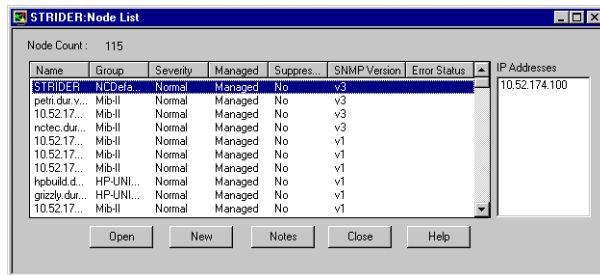 STRIDER:Node List
Node Count : 115
Name Group Severity Managed Suppres... SNMP Version Error Status IP Addresses
STRIDER NCDefa... Normal Managed No v3 10.52.174.100
petri.dur.v... Mib-II Normal Managed No v3
10.52.17... Mib-II Normal Managed No v3
nctec.dur... Mib-II Normal Managed No v3
10.52.17... Mib-II Normal Managed No v1
10.52.17... Mib-II Normal Managed No v1
10.52.17... Mib-II Normal Managed No v1
hpbuild.d... HP-UNI... Normal Managed No v1
grizzly.dur... HP-UNI... Normal Managed No v1
10.52.17... Mib-II Normal Managed No v1
Open New Notes Close Help